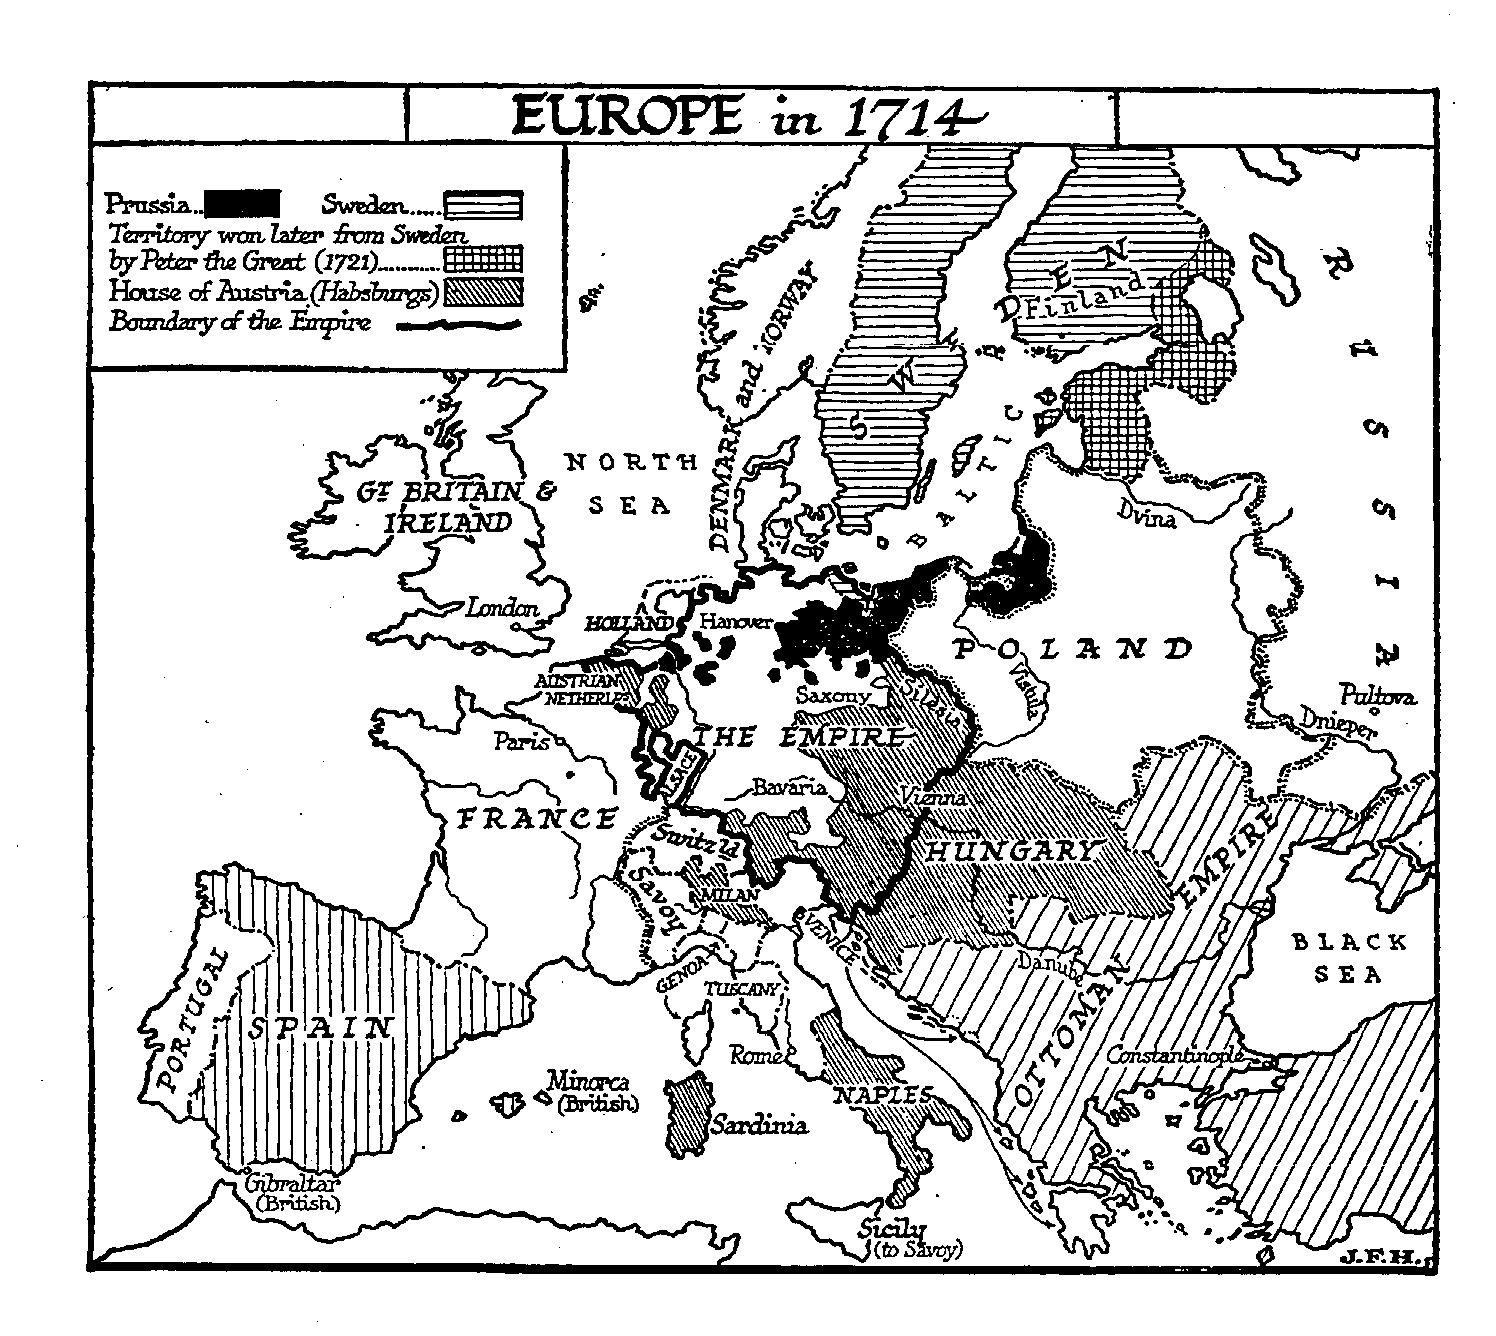 EUROPE in 1714
Prussia.. Sweden.....
Territory won later from Sweden
by Peter the Great (1721)..........
House of Austria (Habsburgs)
Boundary of the Empire
RUSSIA
SWEDEN
Finland
DENMARK and NORWAY
BALTIC
NORTH
SEA
GT BRITAIN &
IRELAND
Dvina
London
HOLLAND
Hanover
POLAND
AUSTRIAN
NETHERLDS
Saxony
Silesia
Vistula
Pultova
Dnieper
Paris
THE EMPIRE
ALSACE
Bavaria
Vienna
FRANCE
Switz'ld
HUNGARY
OTTOMAN EMPIRE
Savoy
MILAN
VENICE
BLACK
SEA
PORTUGAL
SPAIN
GENOA
TUSCANY
Danube
Rome
Constantinople
Minorca
(British)
NAPLES
Sardinia
Gibraltar
(British)
Sicily
(to Savoy)
J.F.H.